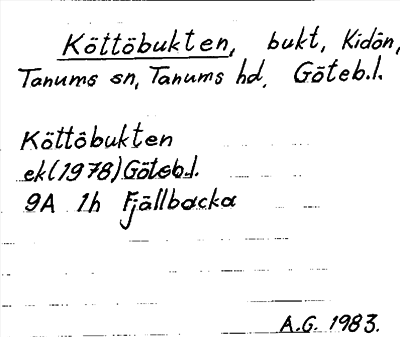 Köttöbukten, bukt, Kidön,
Tanums sn, Tanums hd, Göteb.l.
Köttöbukten
ek(1978)Göteb.l.
9A 1h Fjällbacka
A.G. 1983.